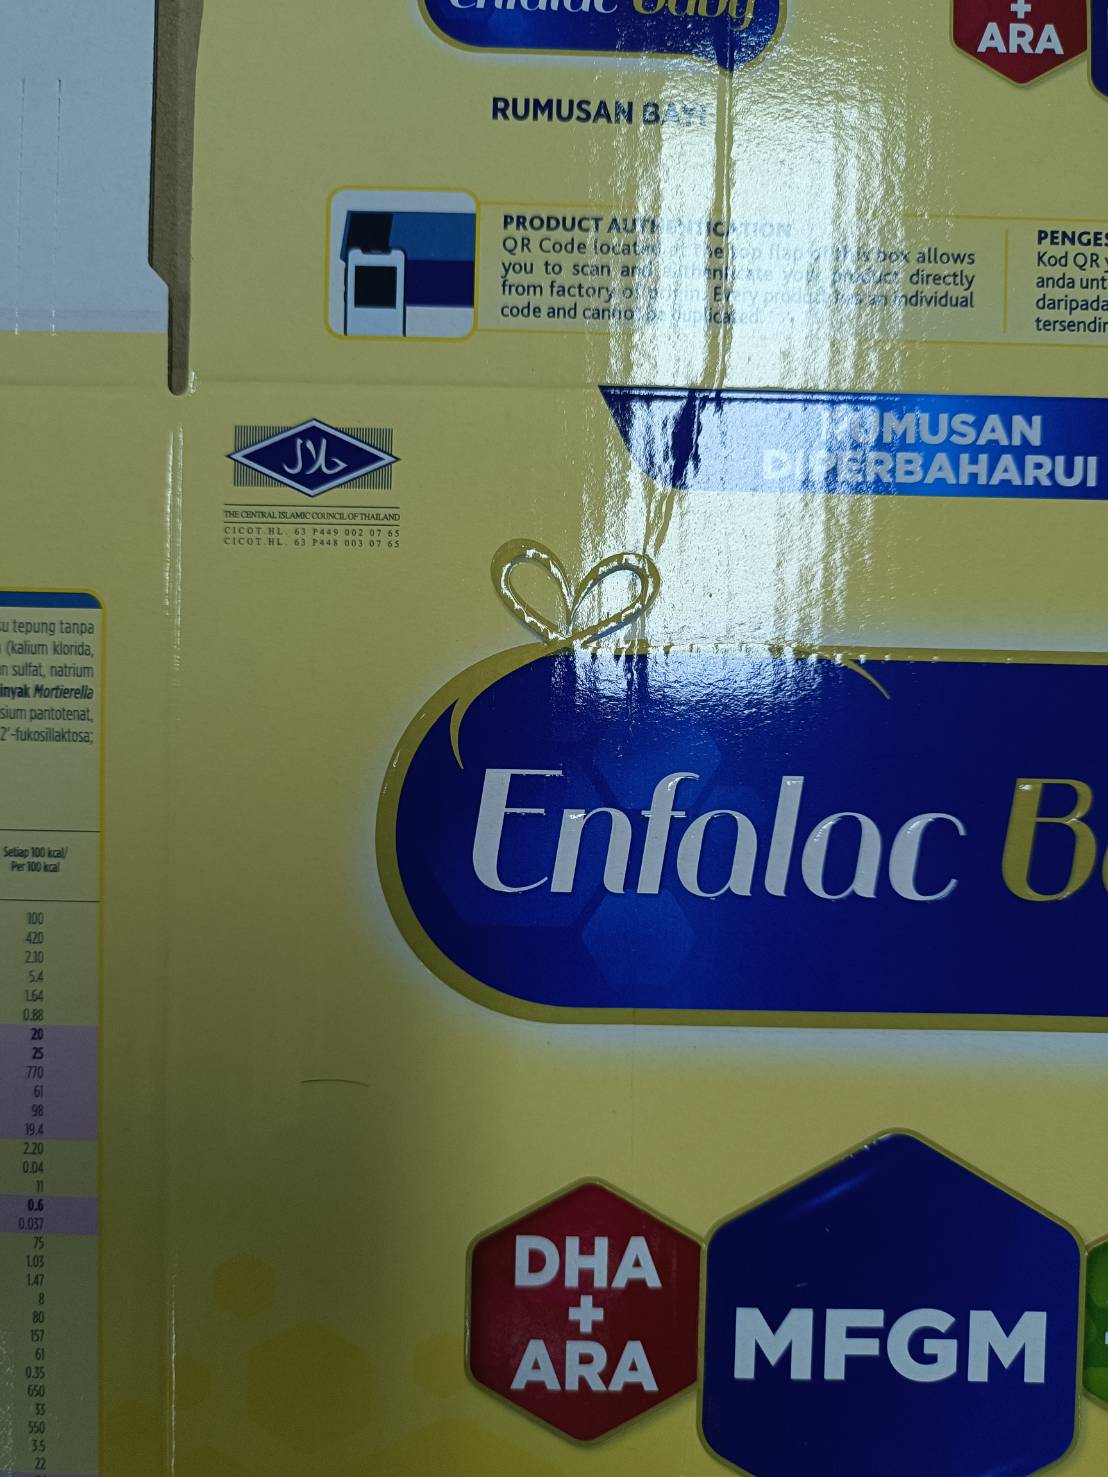 Enfalac Baby
+
ARA
RUMUSAN BAYI
PRODUCT AUTHENTICATION
QR Code located at the top flap of this box allows
you to scan and authenticate your product directly
from factory of origin. Every product has an individual
code and cannot be duplicated.
PENGES
Kod QR
anda unt
daripada
tersendir
حلال
THE CENTRAL ISLAMIC COUNCIL OF THAILAND
CICOT.HL. 63 P449 002 07 65
CICOT.HL. 63 P448 003 07 65
RUMUSAN
DIPERBAHARUI
su tepung tanpa
(kalium klorida,
n sulfat, natrium
inyak Mortierella
sium pantotenat,
2'-fukosillaktosa;
Setiap 100 kcal/
Per 100 kcal
100
420
2.10
5.4
1.64
0.88
20
25
770
61
98
19.4
2.20
0.04
11
0.6
0.037
75
1.03
1.47
8
80
157
61
0.35
650
33
550
3.5
22
Enfalac B
DHA
+
ARA
MFGM